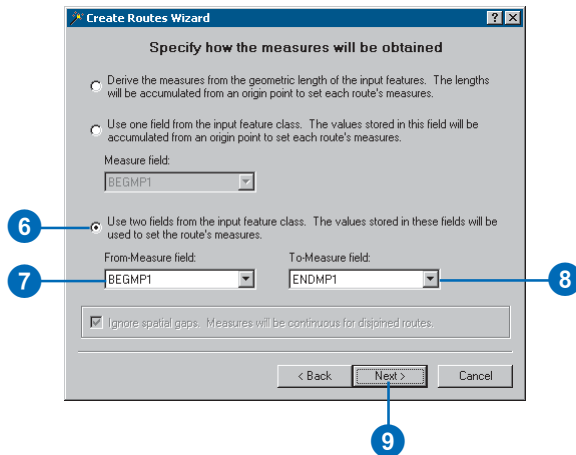 Create Routes Wizard
Specify how the measures will be obtained
Derive the measures from the geometric length of the input features. The lengths
will be accumulated from an origin point to set each route's measures.
Use one field from the input feature class. The values stored in this field will be
accumulated from an origin point to set each route's measures.
Measure field:
BEGMP1
6
Use two fields from the input feature class. The values stored in these fields will be
used to set the route's measures.
From-Measure field: To-Measure field:
7 BEGMP1 ENDMP1 8
Ignore spatial gaps. Measures will be continuous for disjoined routes.
< Back Next > Cancel
9